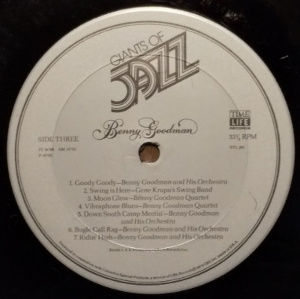 GIANTS OF
JAZZ
TIME
LIFE
RECORDS
SIDE THREE
Benny Goodman
33⅓ RPM
1. Goody Goody—Benny Goodman and His Orchestra
2. Swing is Here—Gene Krupa's Swing Band
3. Moon Glow—Benny Goodman Quartet
4. Vibraphone Blues—Benny Goodman Quartet
5. Down South Camp Meetin'—Benny Goodman
and His Orchestra
6. Bugle Call Rag—Benny Goodman and His Orchestra
7. Ridin' High—Benny Goodman and His Orchestra